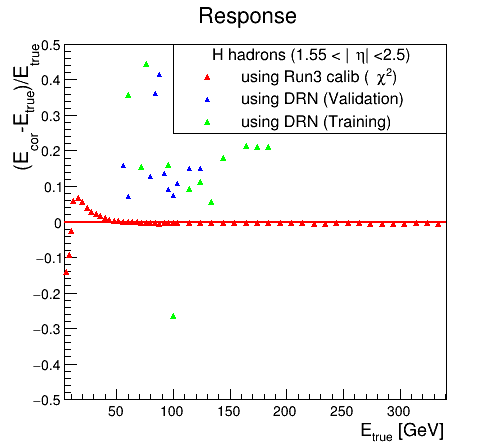 Response
(E_cor -E_true)/E_true
H hadrons (1.55 < | η| <2.5)
using Run3 calib ( χ²)
using DRN (Validation)
using DRN (Training)
0.5
0.4
0.3
0.2
0.1
0
−0.1
−0.2
−0.3
−0.4
−0.5
50 100 150 200 250 300
E_true [GeV]